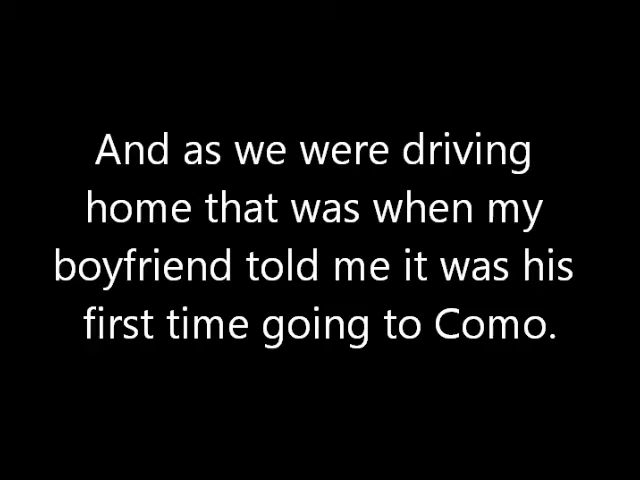 And as we were driving
home that was when my
boyfriend told me it was his
first time going to Como.